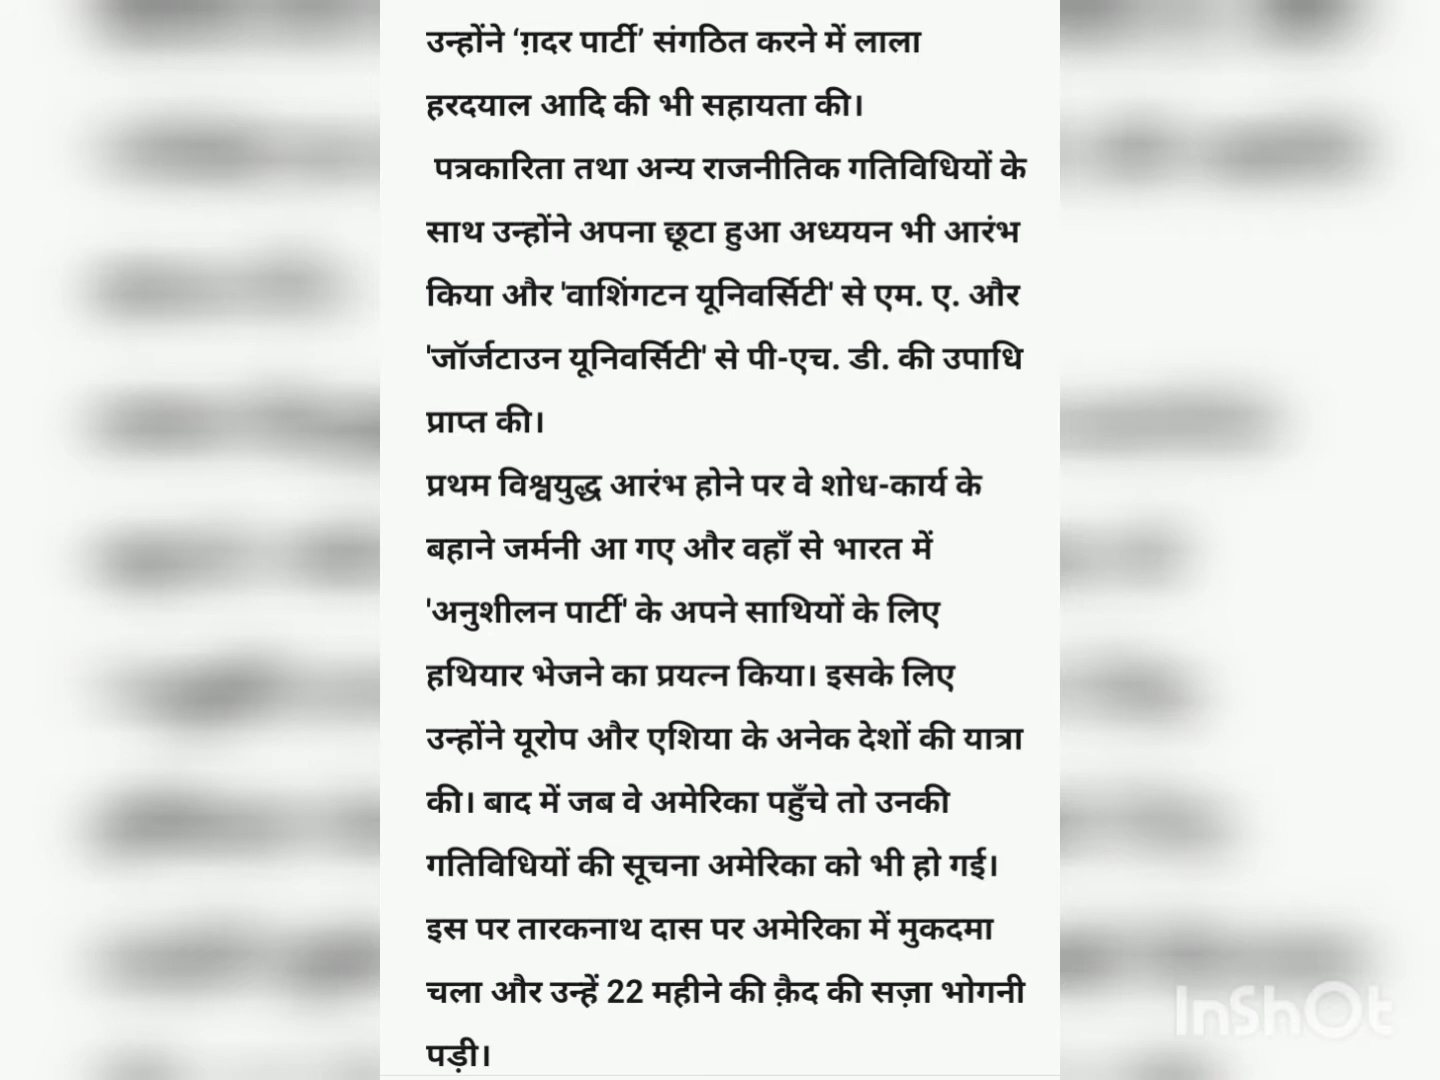 उन्होंने ‘ग़दर पार्टी’ संगठित करने में लाला
हरदयाल आदि की भी सहायता की।
पत्रकारिता तथा अन्य राजनीतिक गतिविधियों के
साथ उन्होंने अपना छूटा हुआ अध्ययन भी आरंभ
किया और 'वाशिंगटन यूनिवर्सिटी' से एम. ए. और
'जॉर्जटाउन यूनिवर्सिटी' से पी-एच. डी. की उपाधि
प्राप्त की।
प्रथम विश्वयुद्ध आरंभ होने पर वे शोध-कार्य के
बहाने जर्मनी आ गए और वहाँ से भारत में
'अनुशीलन पार्टी' के अपने साथियों के लिए
हथियार भेजने का प्रयत्न किया। इसके लिए
उन्होंने यूरोप और एशिया के अनेक देशों की यात्रा
की। बाद में जब वे अमेरिका पहुँचे तो उनकी
गतिविधियों की सूचना अमेरिका को भी हो गई।
इस पर तारकनाथ दास पर अमेरिका में मुकदमा
चला और उन्हें 22 महीने की क़ैद की सज़ा भोगनी
पड़ी।
InShOt